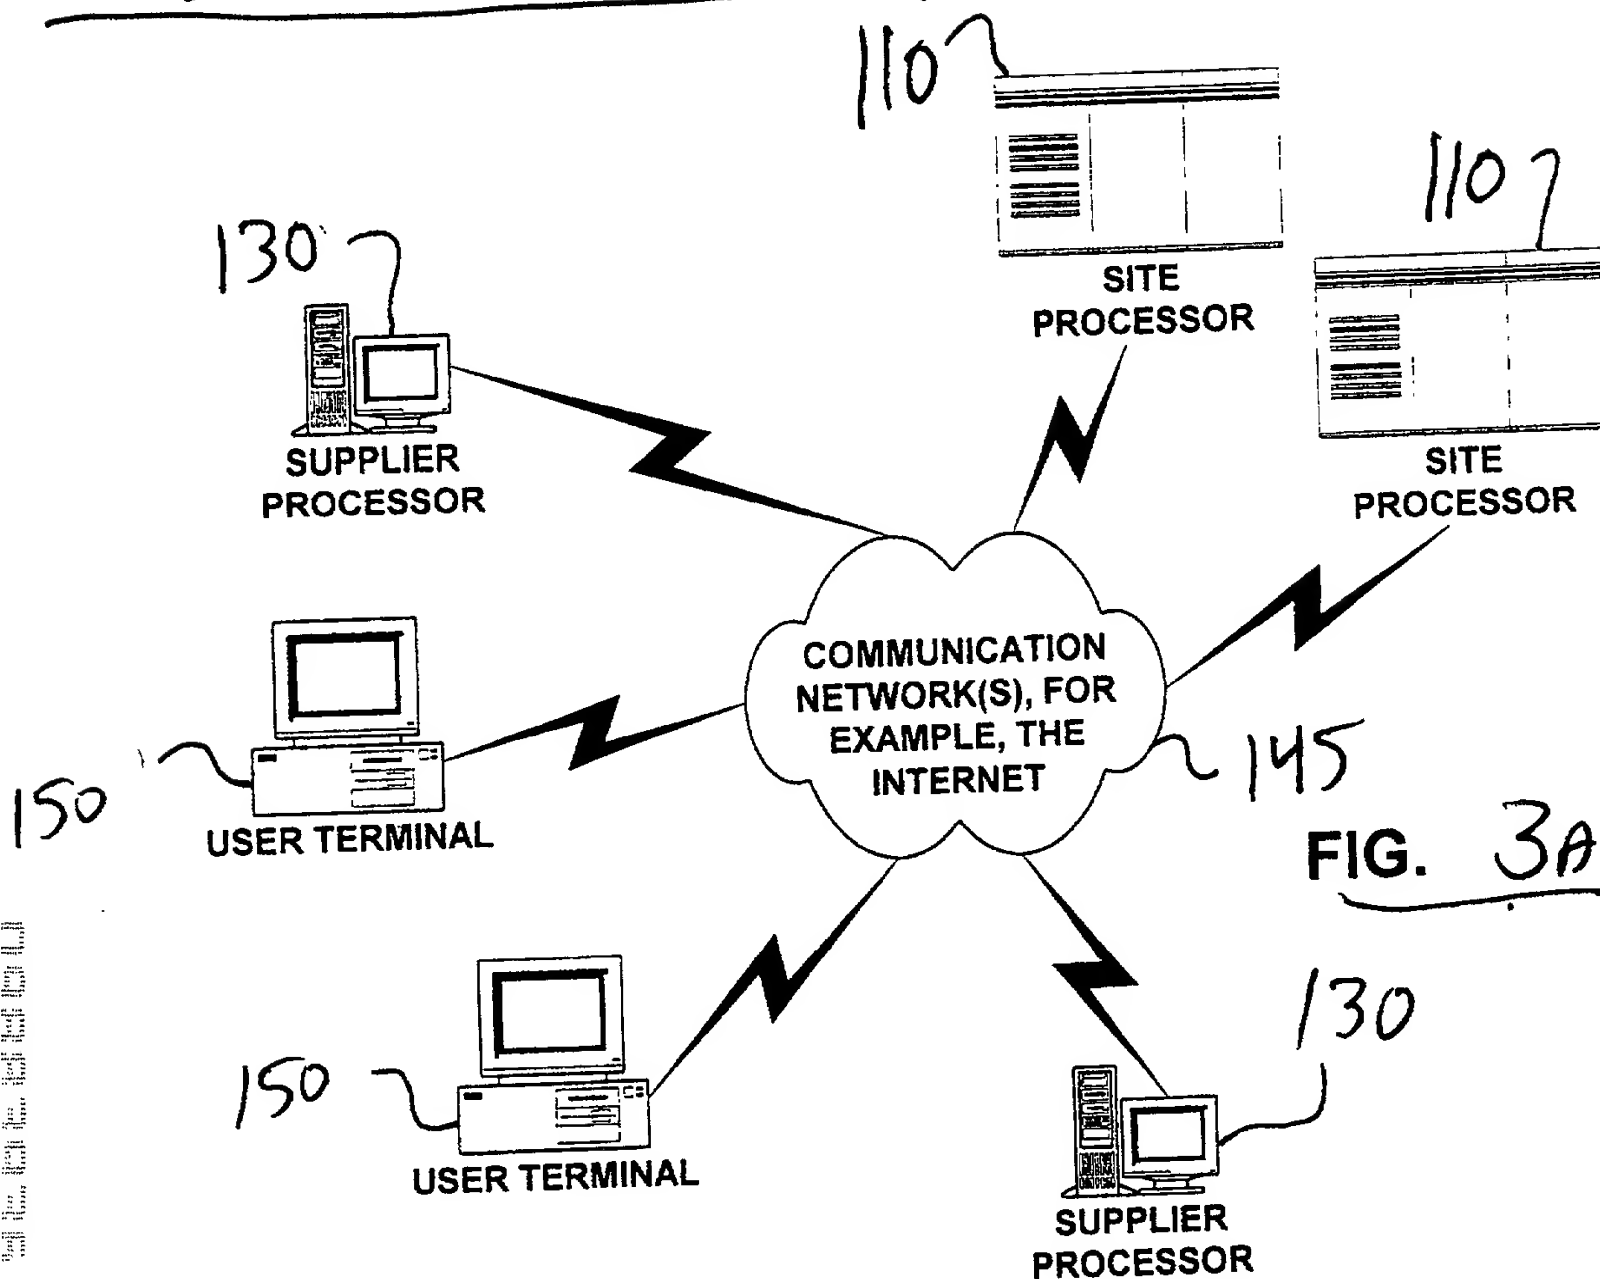 110
110
SITE
PROCESSOR
130
SITE
PROCESSOR
SUPPLIER
PROCESSOR
COMMUNICATION
NETWORK(S), FOR
EXAMPLE, THE
INTERNET
145
150
USER TERMINAL
FIG. 3A
150
USER TERMINAL
130
SUPPLIER
PROCESSOR